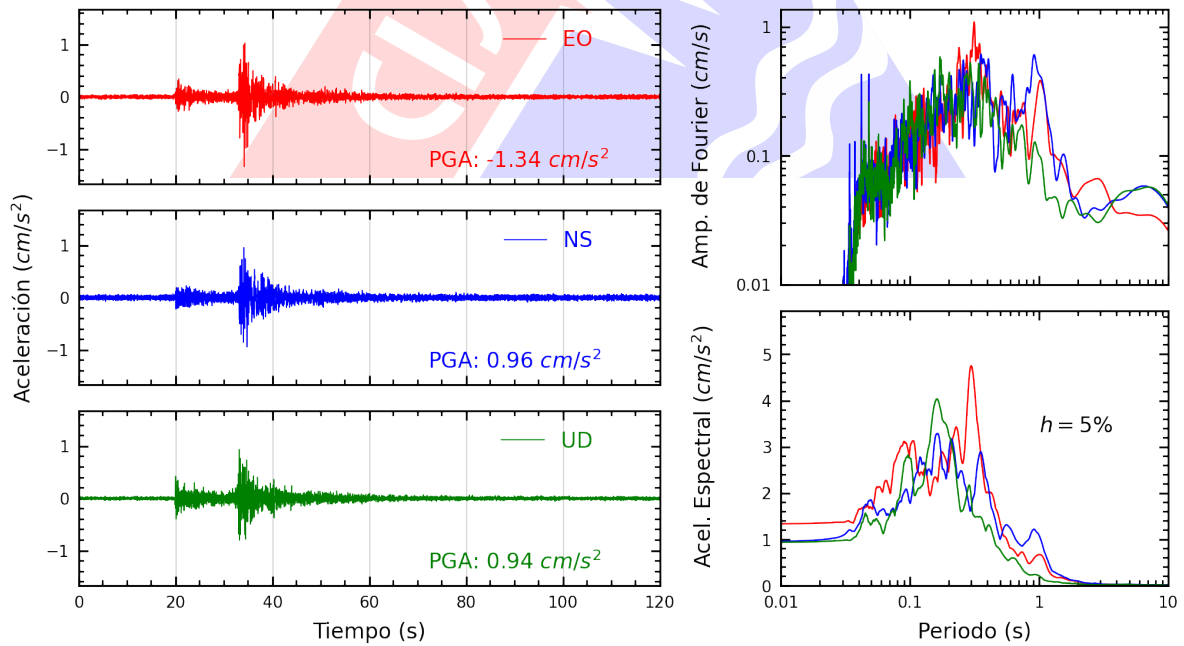 Aceleración (cm/s²)
1
0
−1
EO
PGA: -1.34 cm/s²
1
0
−1
NS
PGA: 0.96 cm/s²
1
0
−1
UD
PGA: 0.94 cm/s²
0 20 40 60 80 100 120
Tiempo (s)
Amp. de Fourier (cm/s)
1
0.1
0.01
Acel. Espectral (cm/s²)
5
4
3
2
1
0
h = 5%
0.01 0.1 1 10
Periodo (s)